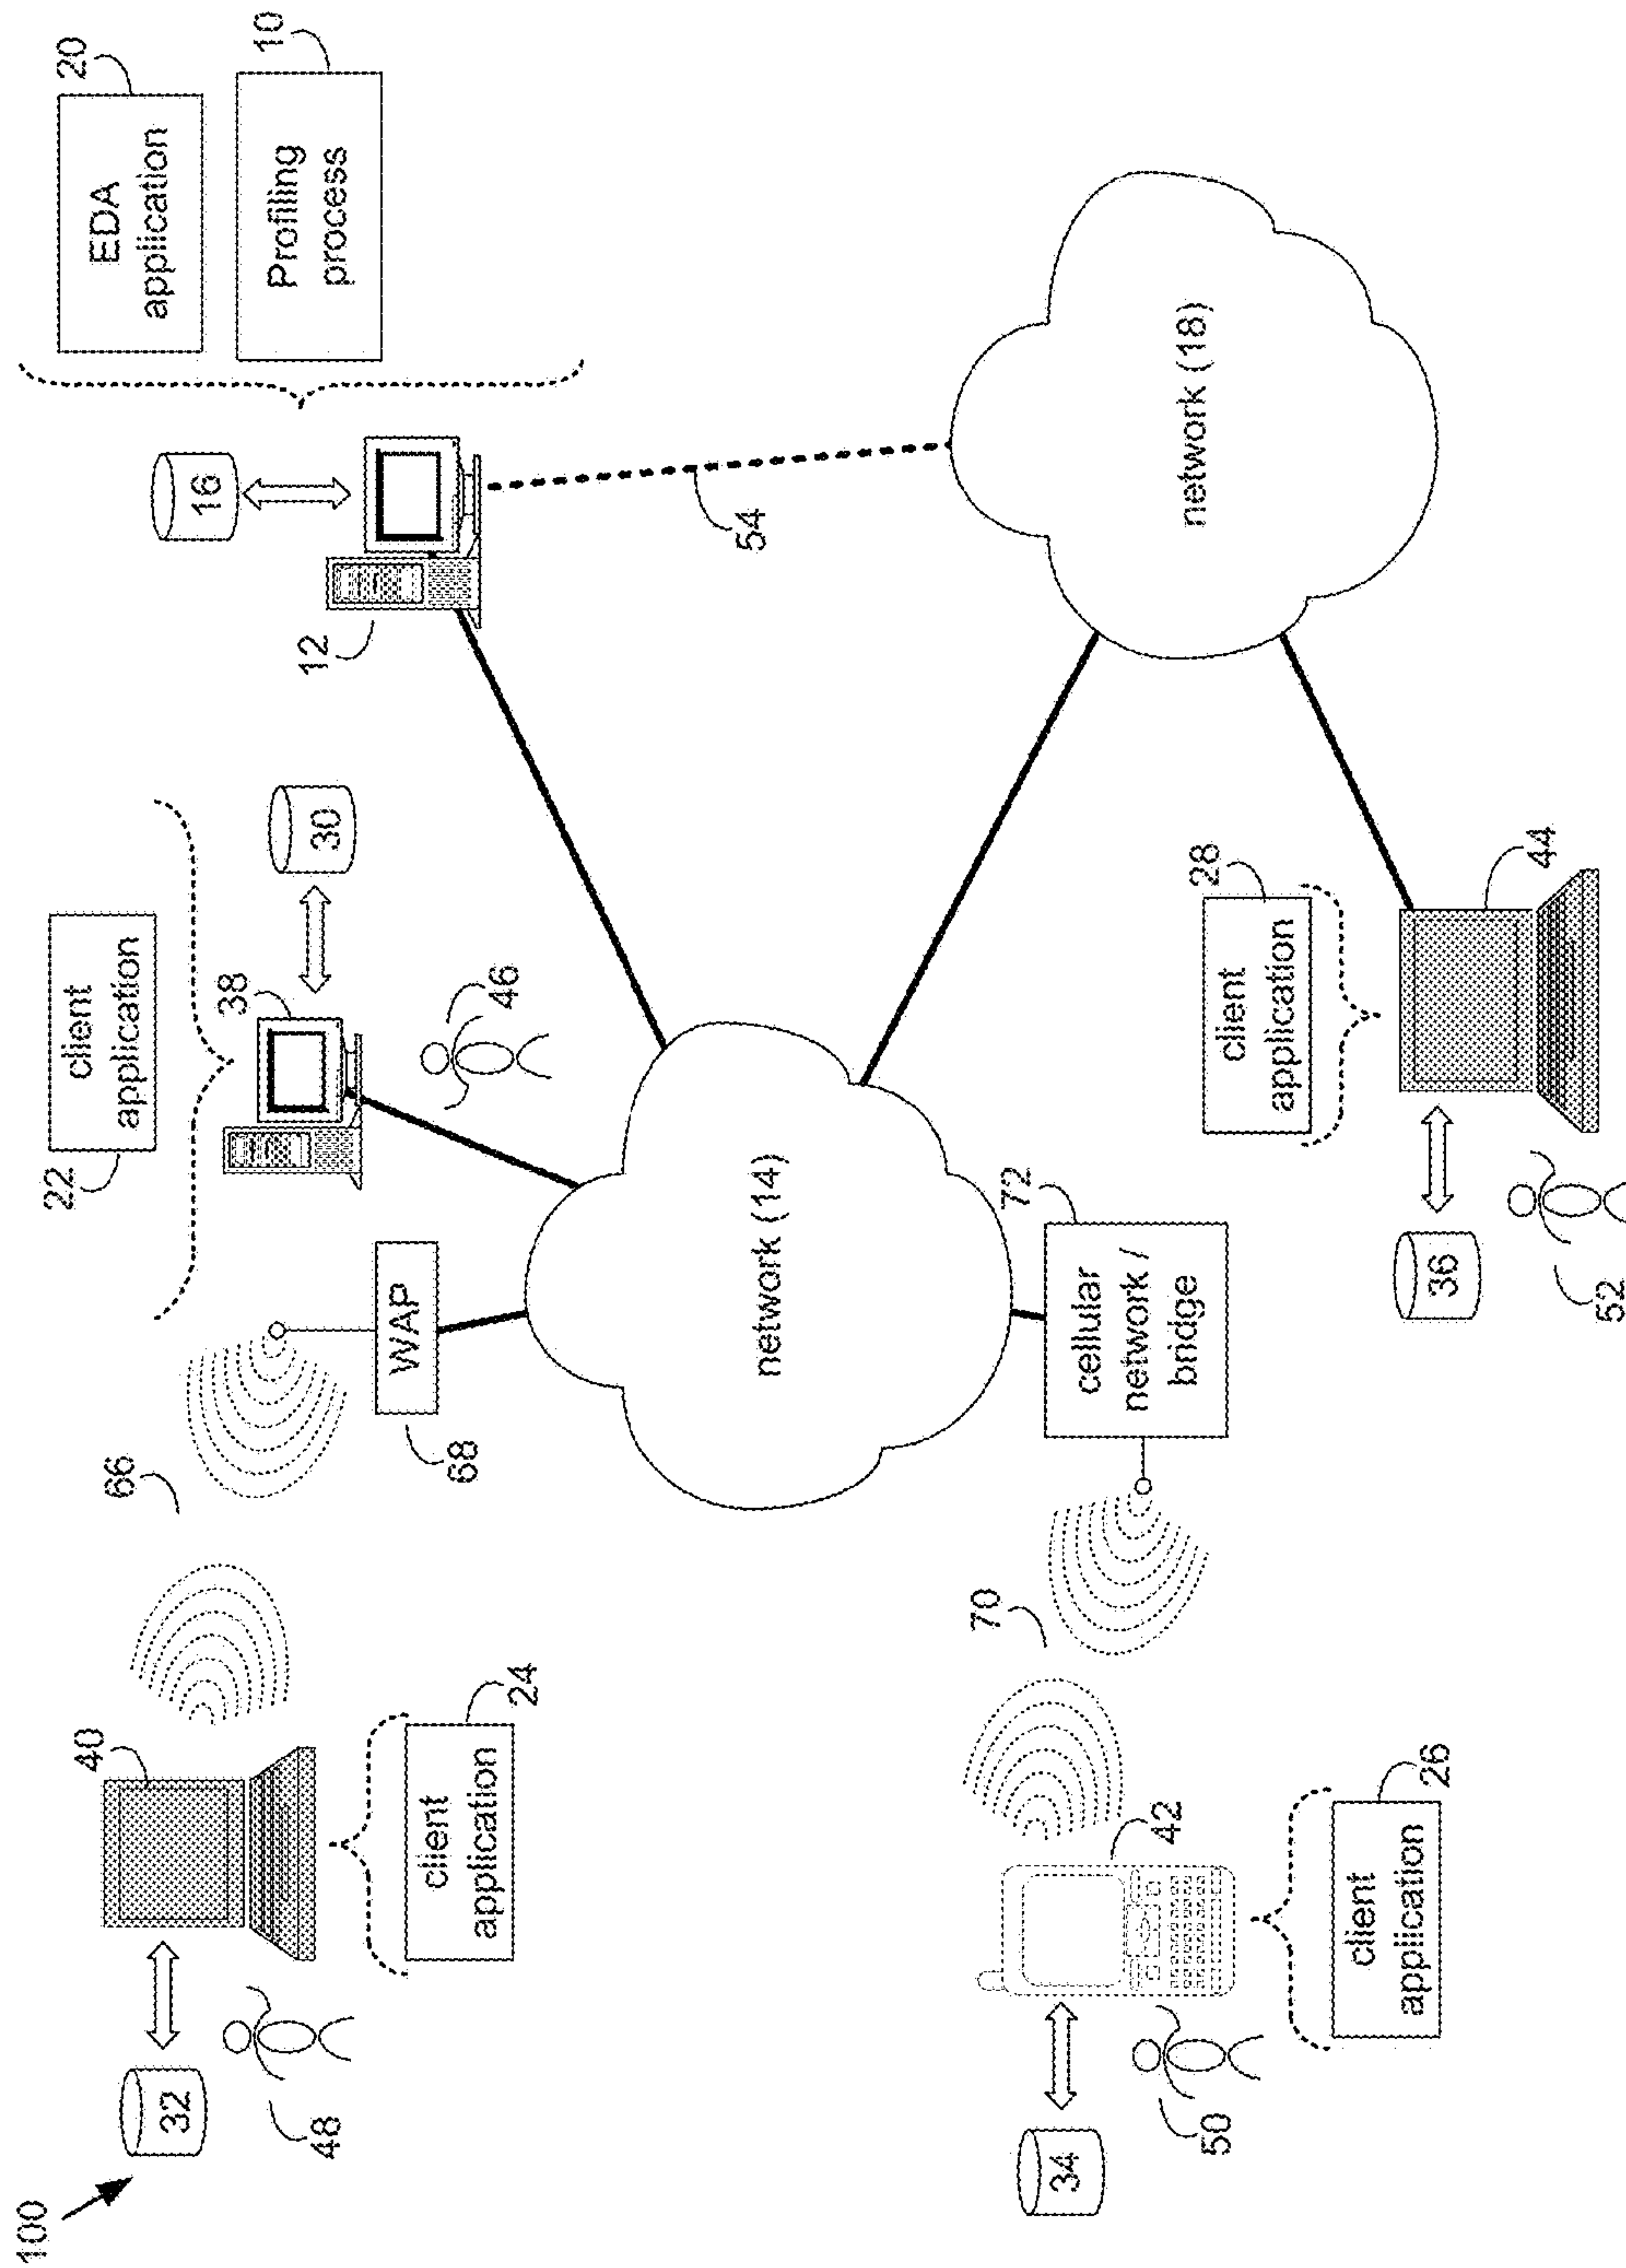 100
32
48
40
client
application
24
66
WAP
68
22
client
application
38
30
46
16
12
20
EDA
application
10
Profiling
process
54
network (14)
network (18)
34
50
42
client
application
26
70
72
cellular
network /
bridge
28
client
application
36
52
44